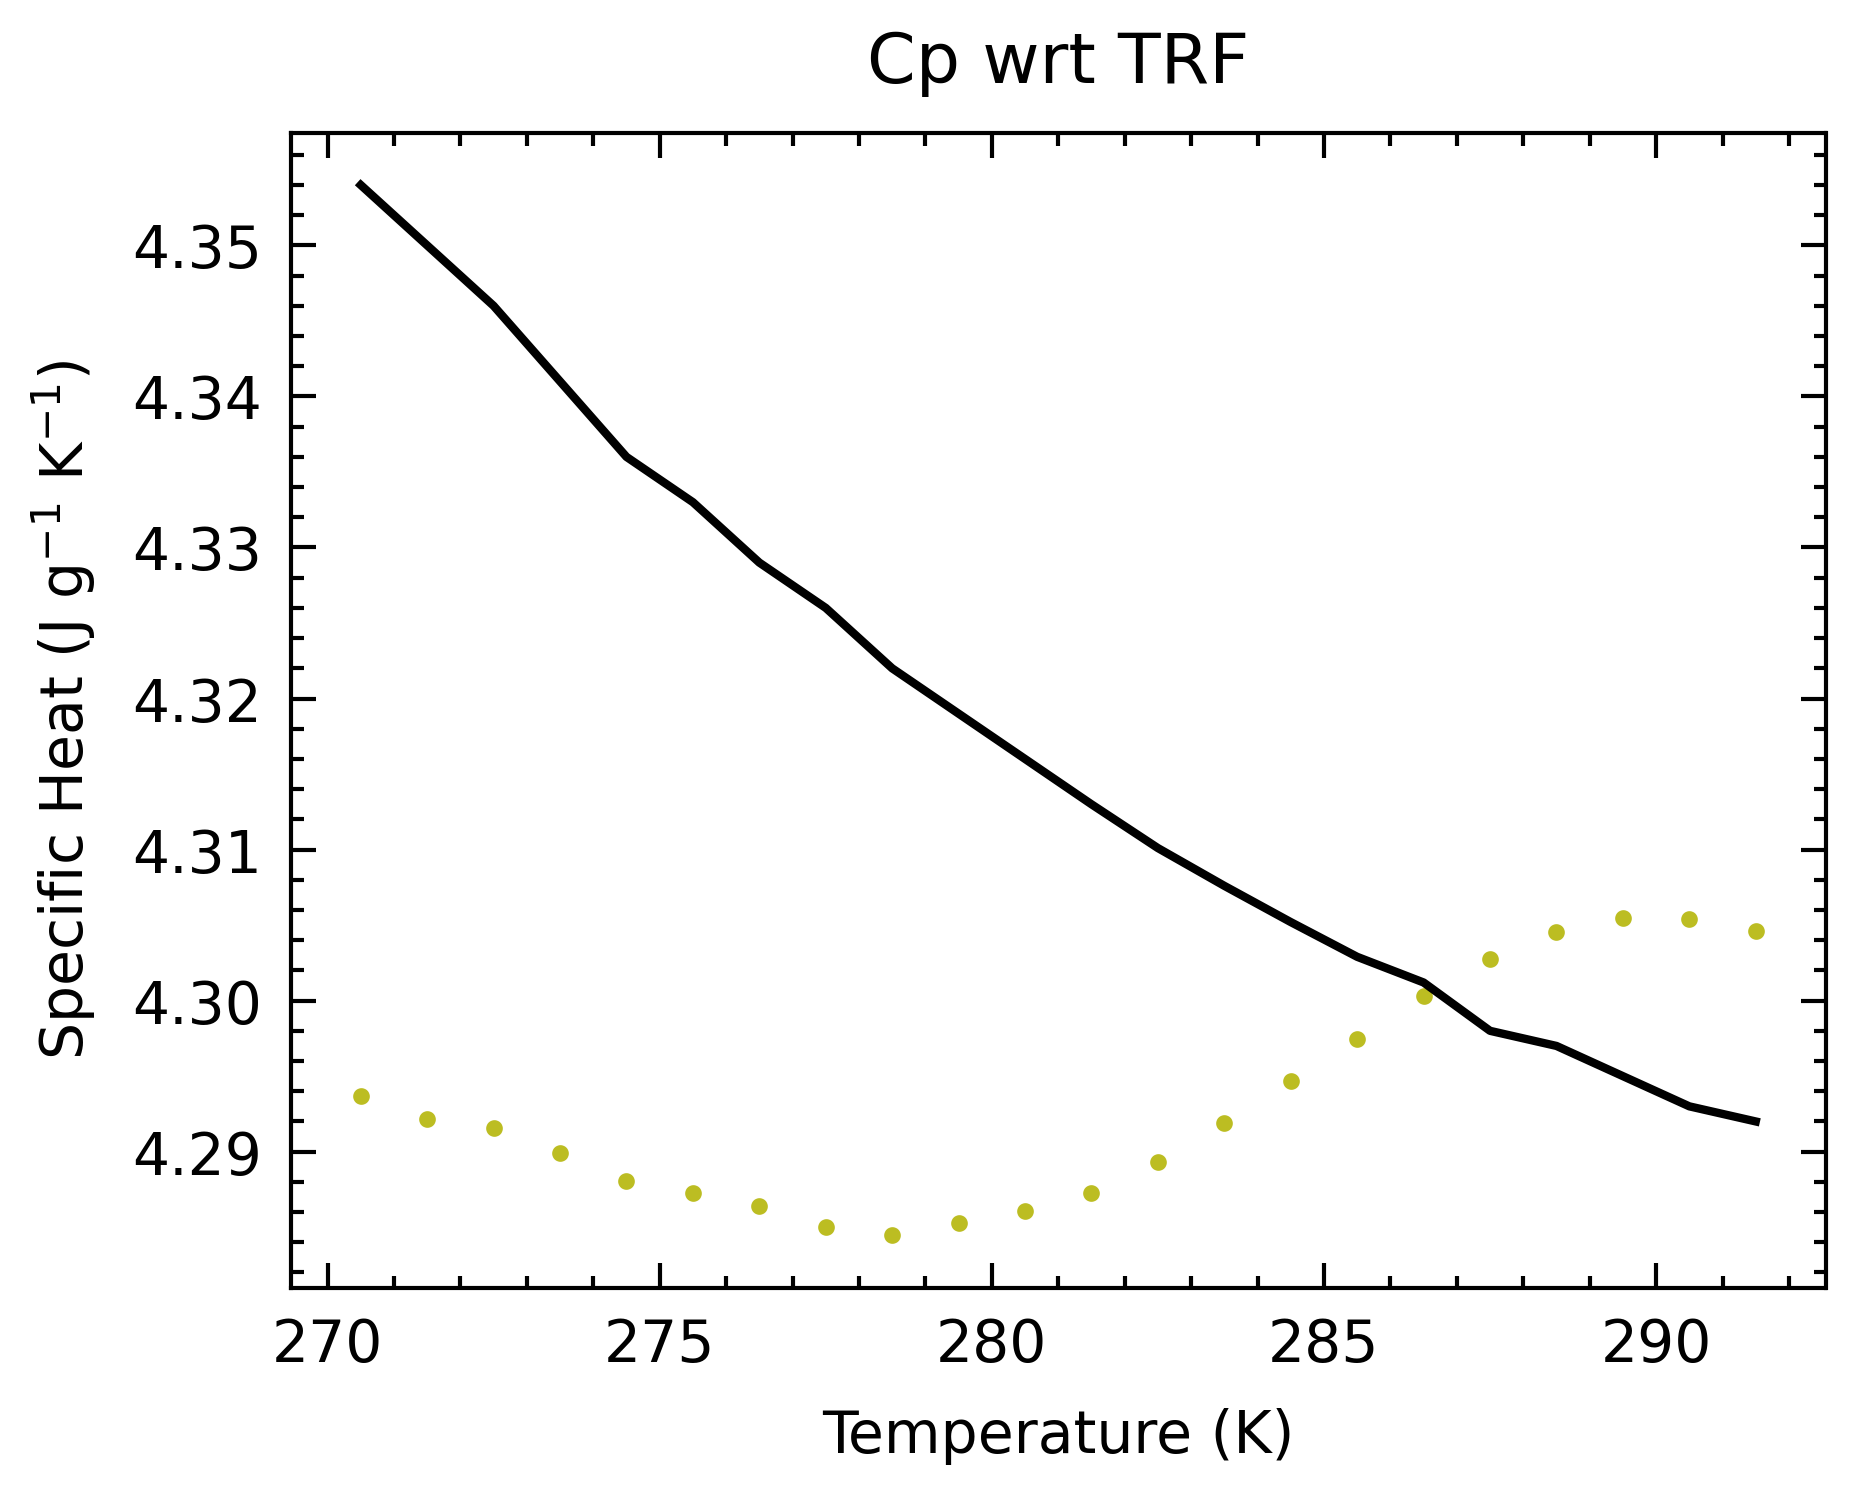 Cp wrt TRF
Specific Heat (J g⁻¹ K⁻¹)
4.35
4.34
4.33
4.32
4.31
4.30
4.29
270 275 280 285 290
Temperature (K)